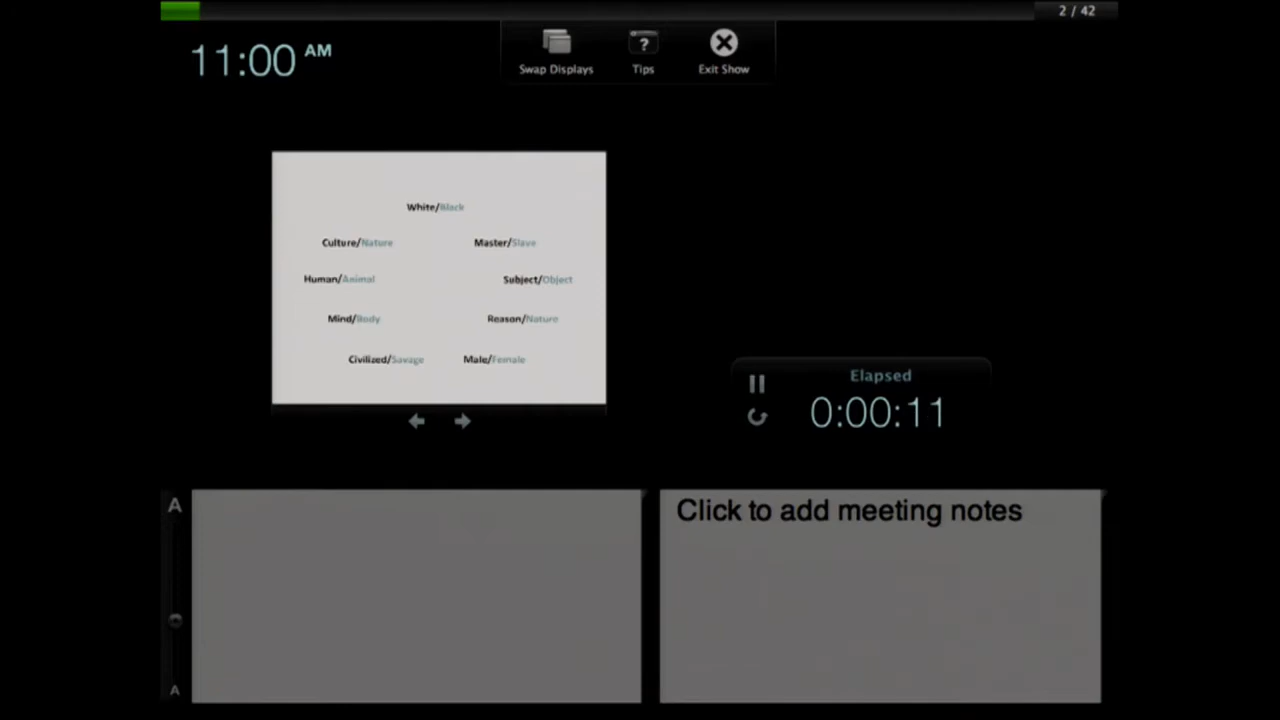 2 / 42
11:00 AM
Swap Displays
Tips
Exit Show
White/Black
Culture/Nature
Master/Slave
Human/Animal
Subject/Object
Mind/Body
Reason/Nature
Civilized/Savage
Male/Female
Elapsed
0:00:11
A
Click to add meeting notes
A